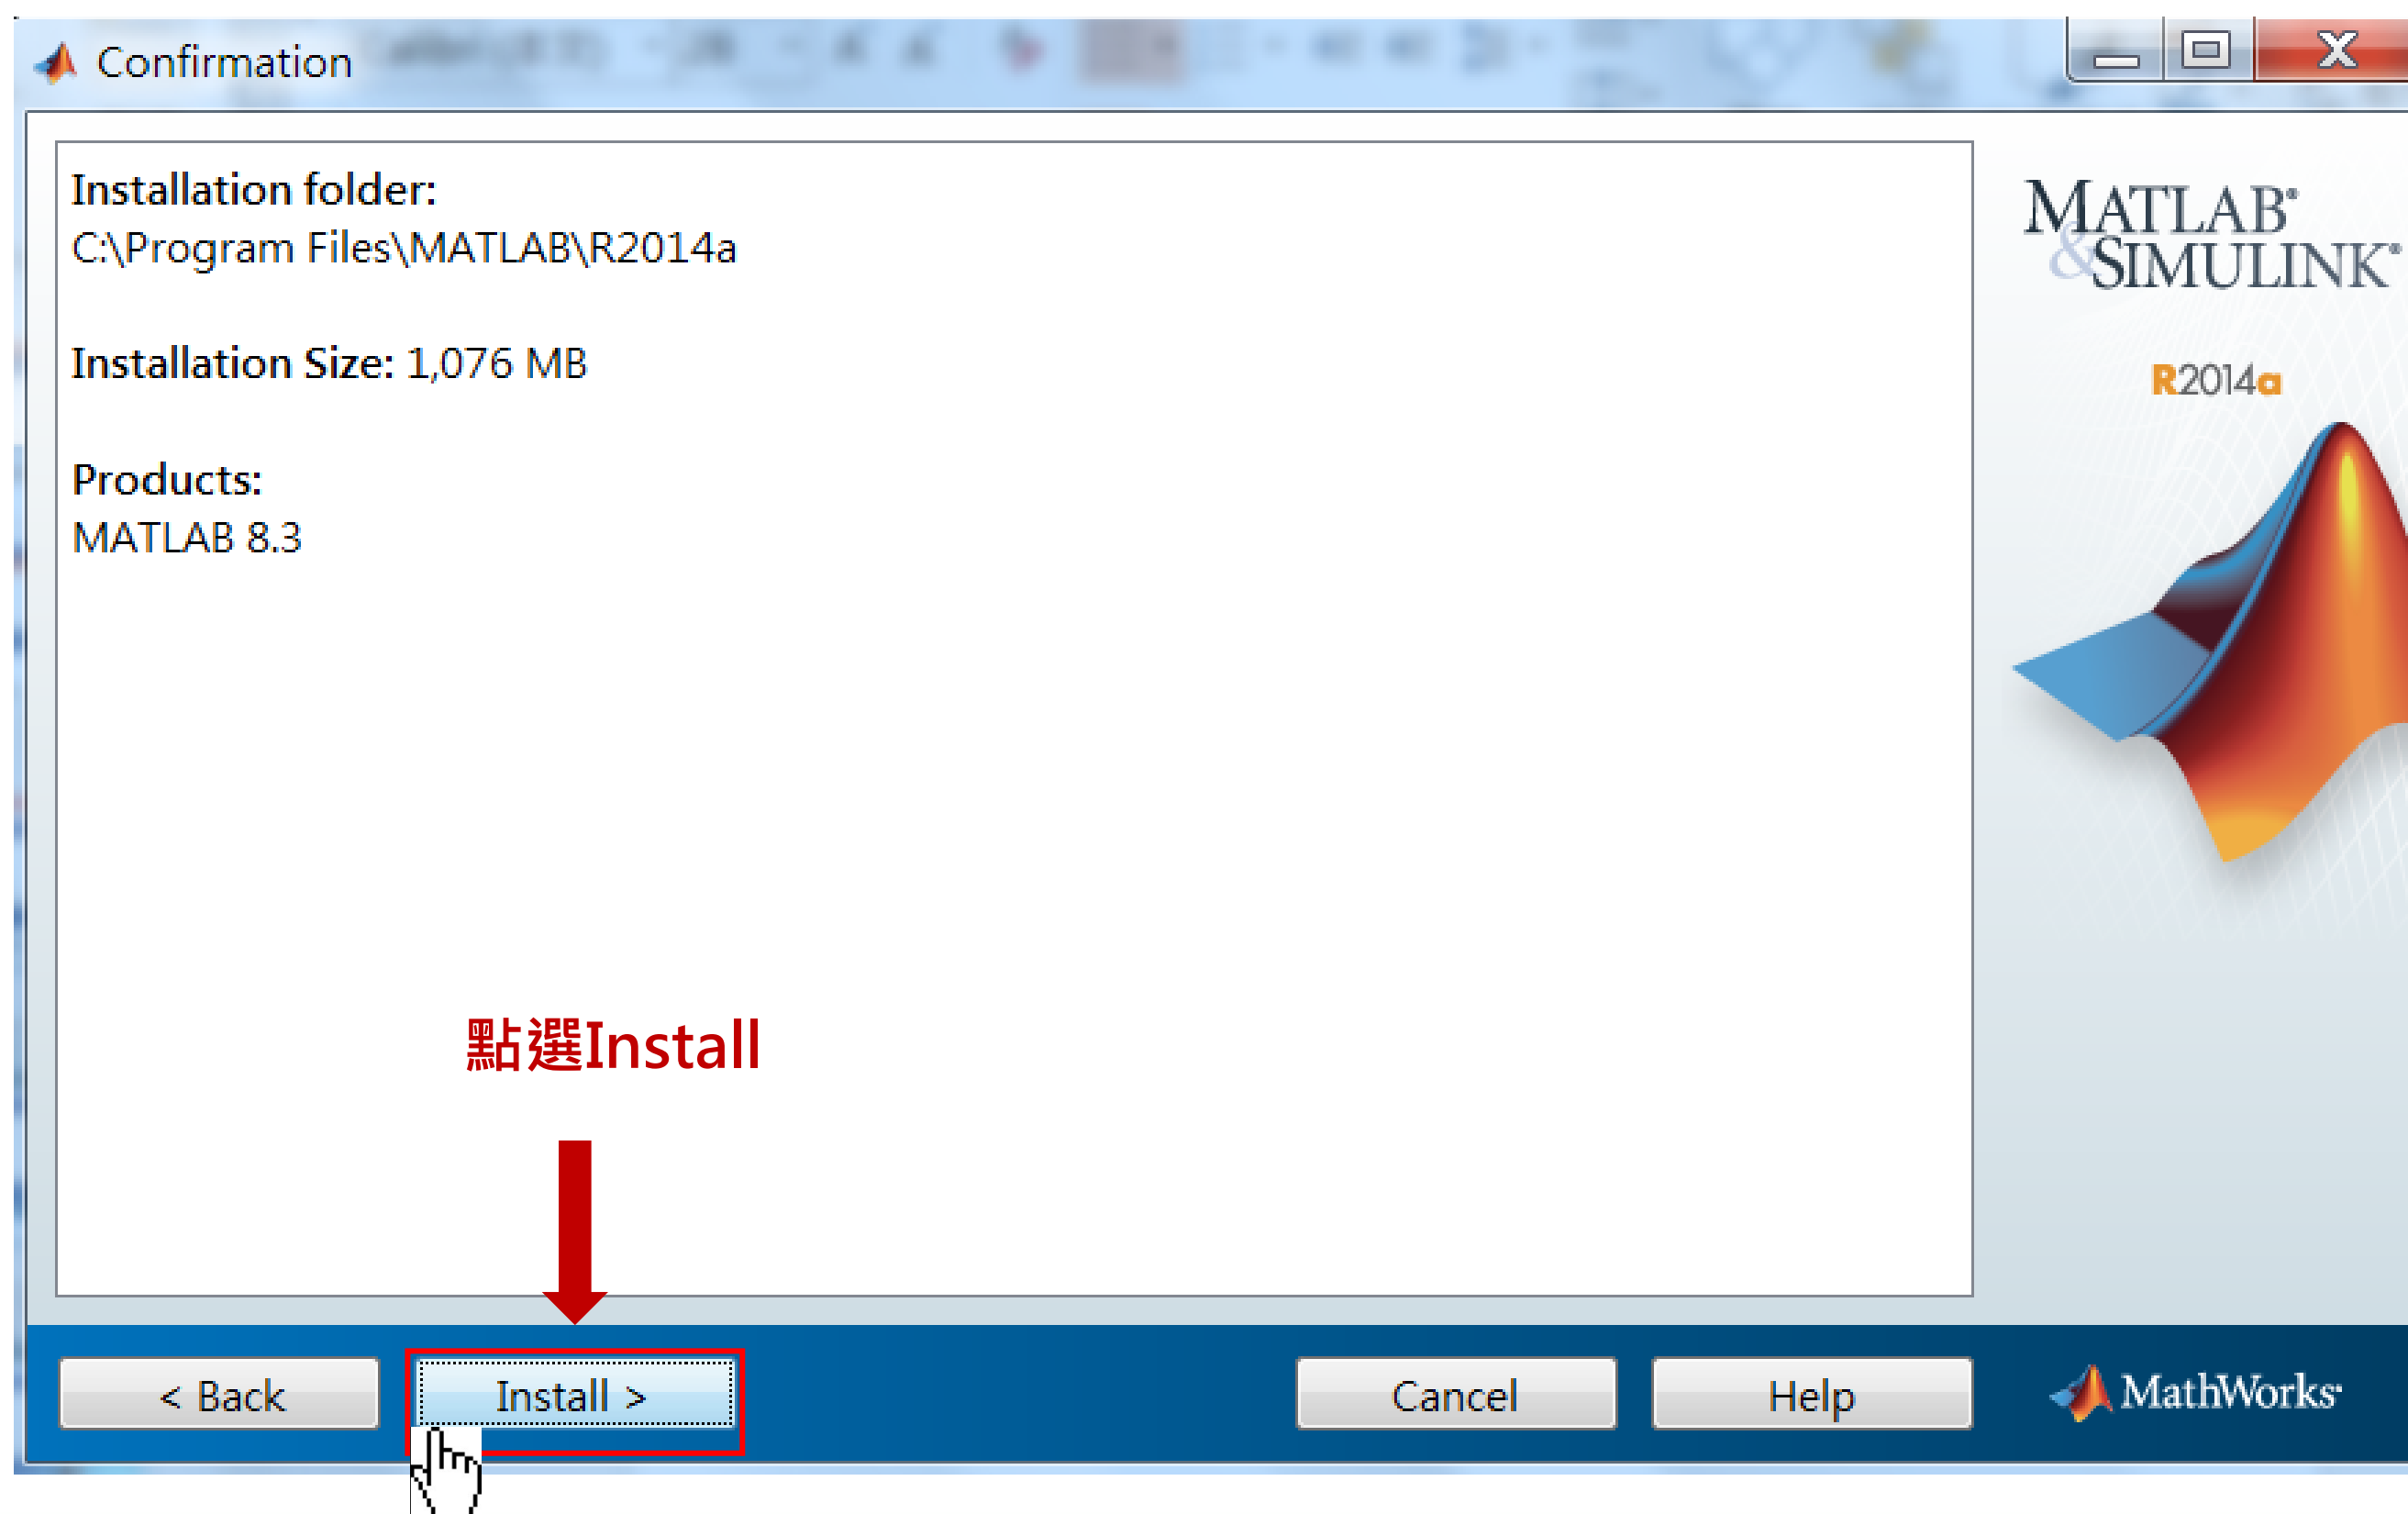 Confirmation
Installation folder:
C:\Program Files\MATLAB\R2014a
Installation Size: 1,076 MB
Products:
MATLAB 8.3
MATLAB®
&SIMULINK®
R2014a
點選Install
< Back
Install >
Cancel
Help
MathWorks®